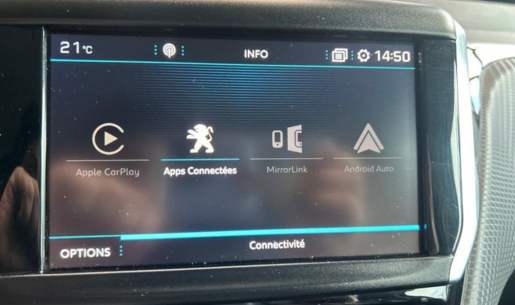 21°C INFO 14:50
Apple CarPlay Apps Connectées MirrorLink Android Auto
OPTIONS Connectivité